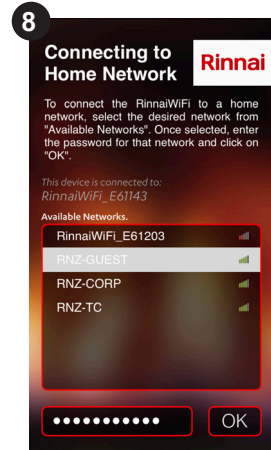 8
Connecting to
Home Network
Rinnai
To connect the RinnaiWiFi to a home
network, select the desired network from
"Available Networks". Once selected, enter
the password for that network and click on
"OK".
This device is connected to:
RinnaiWiFi_E61143
Available Networks.
RinnaiWiFi_E61203
RNZ-GUEST
RNZ-CORP
RNZ-TC
●●●●●●●●●●●
OK